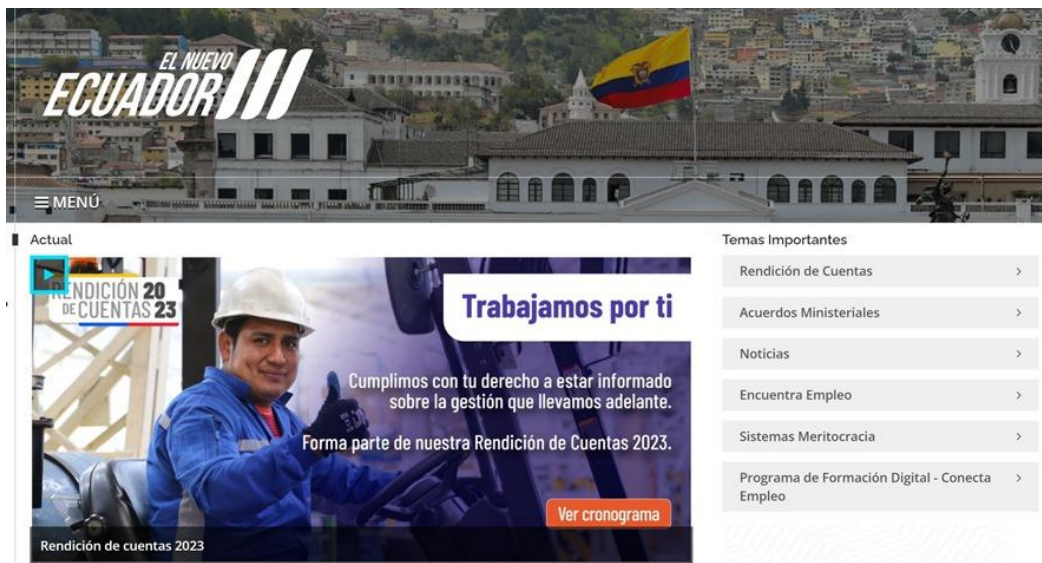 EL NUEVO
ECUADOR
MENÚ
Actual
RENDICIÓN 20
DE CUENTAS 23
Trabajamos por ti
Cumplimos con tu derecho a estar informado
sobre la gestión que llevamos adelante.
Forma parte de nuestra Rendición de Cuentas 2023.
Ver cronograma
Rendición de cuentas 2023
Temas Importantes
Rendición de Cuentas
Acuerdos Ministeriales
Noticias
Encuentra Empleo
Sistemas Meritocracia
Programa de Formación Digital - Conecta
Empleo